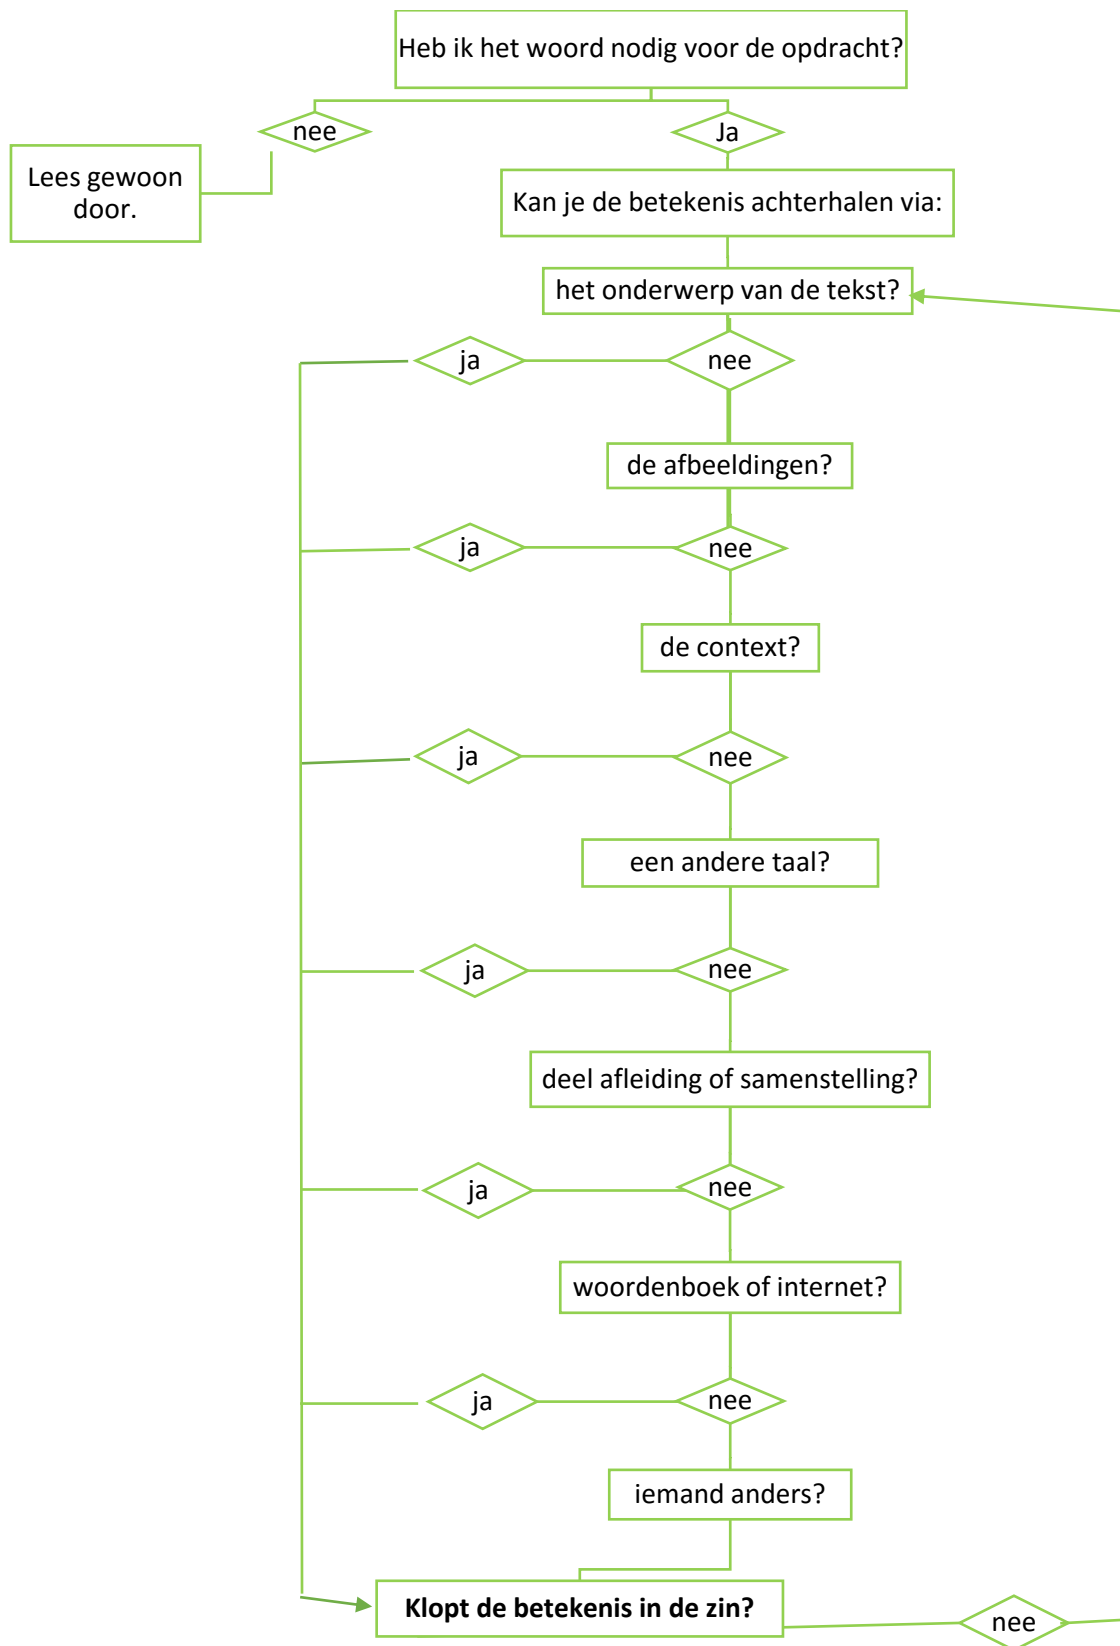 Heb ik het woord nodig voor de opdracht?
nee
Ja
Lees gewoon
door.
Kan je de betekenis achterhalen via:
het onderwerp van de tekst?
ja
nee
de afbeeldingen?
ja
nee
de context?
ja
nee
een andere taal?
ja
nee
deel afleiding of samenstelling?
ja
nee
woordenboek of internet?
ja
nee
iemand anders?
Klopt de betekenis in de zin?
nee